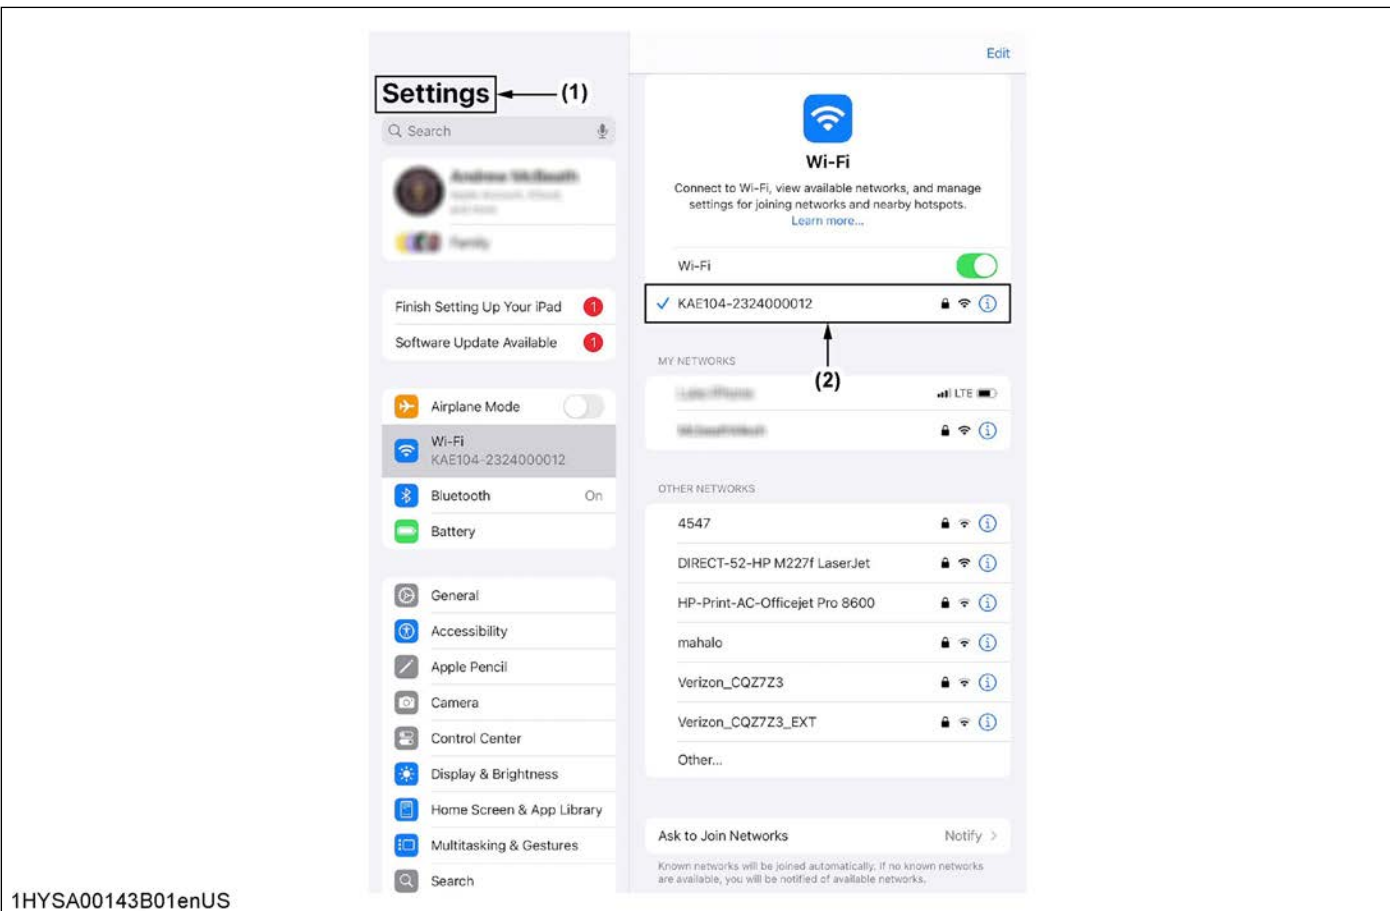 Settings
(1)
Search
Finish Setting Up Your iPad 1
Software Update Available 1
Airplane Mode
Wi-Fi
KAE104-2324000012
Bluetooth On
Battery
General
Accessibility
Apple Pencil
Camera
Control Center
Display & Brightness
Home Screen & App Library
Multitasking & Gestures
Search
Edit
Wi-Fi
Connect to Wi-Fi, view available networks, and manage
settings for joining networks and nearby hotspots.
Learn more...
Wi-Fi
KAE104-2324000012
(2)
MY NETWORKS
LTE
OTHER NETWORKS
4547
DIRECT-52-HP M227f LaserJet
HP-Print-AC-Officejet Pro 8600
mahalo
Verizon_CQZ7Z3
Verizon_CQZ7Z3_EXT
Other...
Ask to Join Networks Notify >
Known networks will be joined automatically. If no known networks
are available, you will be notified of available networks.
1HYSA00143B01enUS